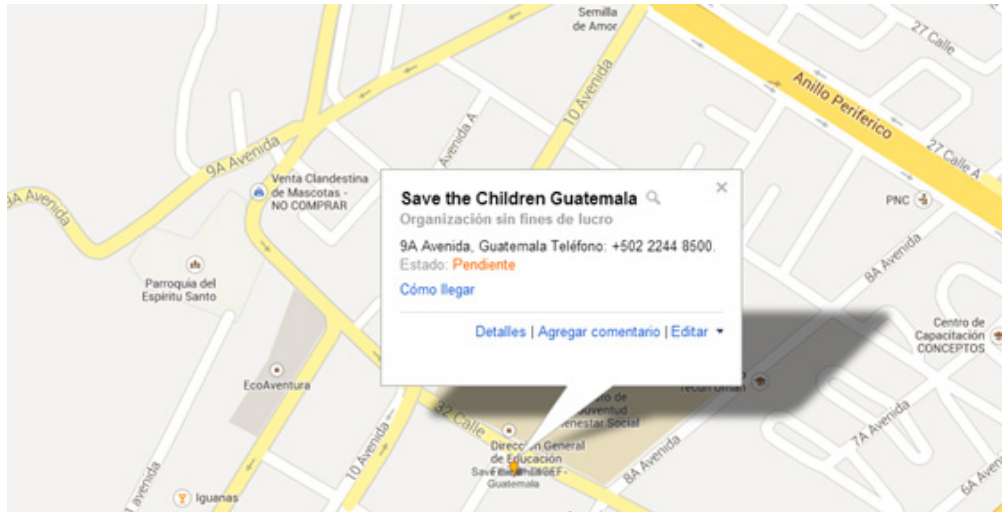 Semilla
de Amor
27 Calle
Anillo Periferico
10 Avenida
Avenida A
9A Avenida
27 Calle A
Venta Clandestina
de Mascotas -
NO COMPRAR
9A Avenida
PNC
Save the Children Guatemala
Organización sin fines de lucro
9A Avenida, Guatemala Teléfono: +502 2244 8500.
Estado: Pendiente
Cómo llegar
Detalles | Agregar comentario | Editar
8A Avenida
Parroquia del
Espíritu Santo
Centro de
Capacitación
CONCEPTOS
EcoAventura
32 Calle
Dirección General
de Educación
Guatemala
10 Avenida
8A Avenida
7A Avenida
6A Avenida
1 avenida
Iguanas